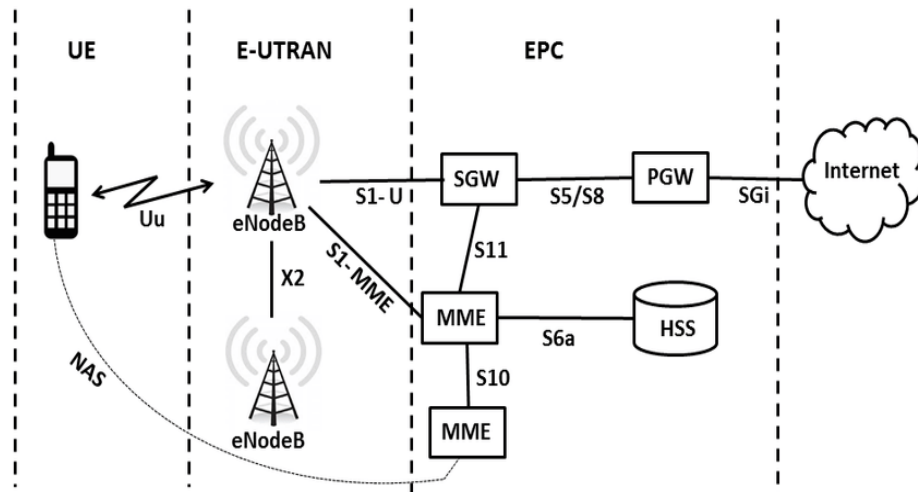 UE
E-UTRAN
EPC
Uu
eNodeB
S1- U
SGW
S5/S8
PGW
SGi
Internet
X2
S1- MME
S11
MME
S6a
HSS
NAS
eNodeB
S10
MME